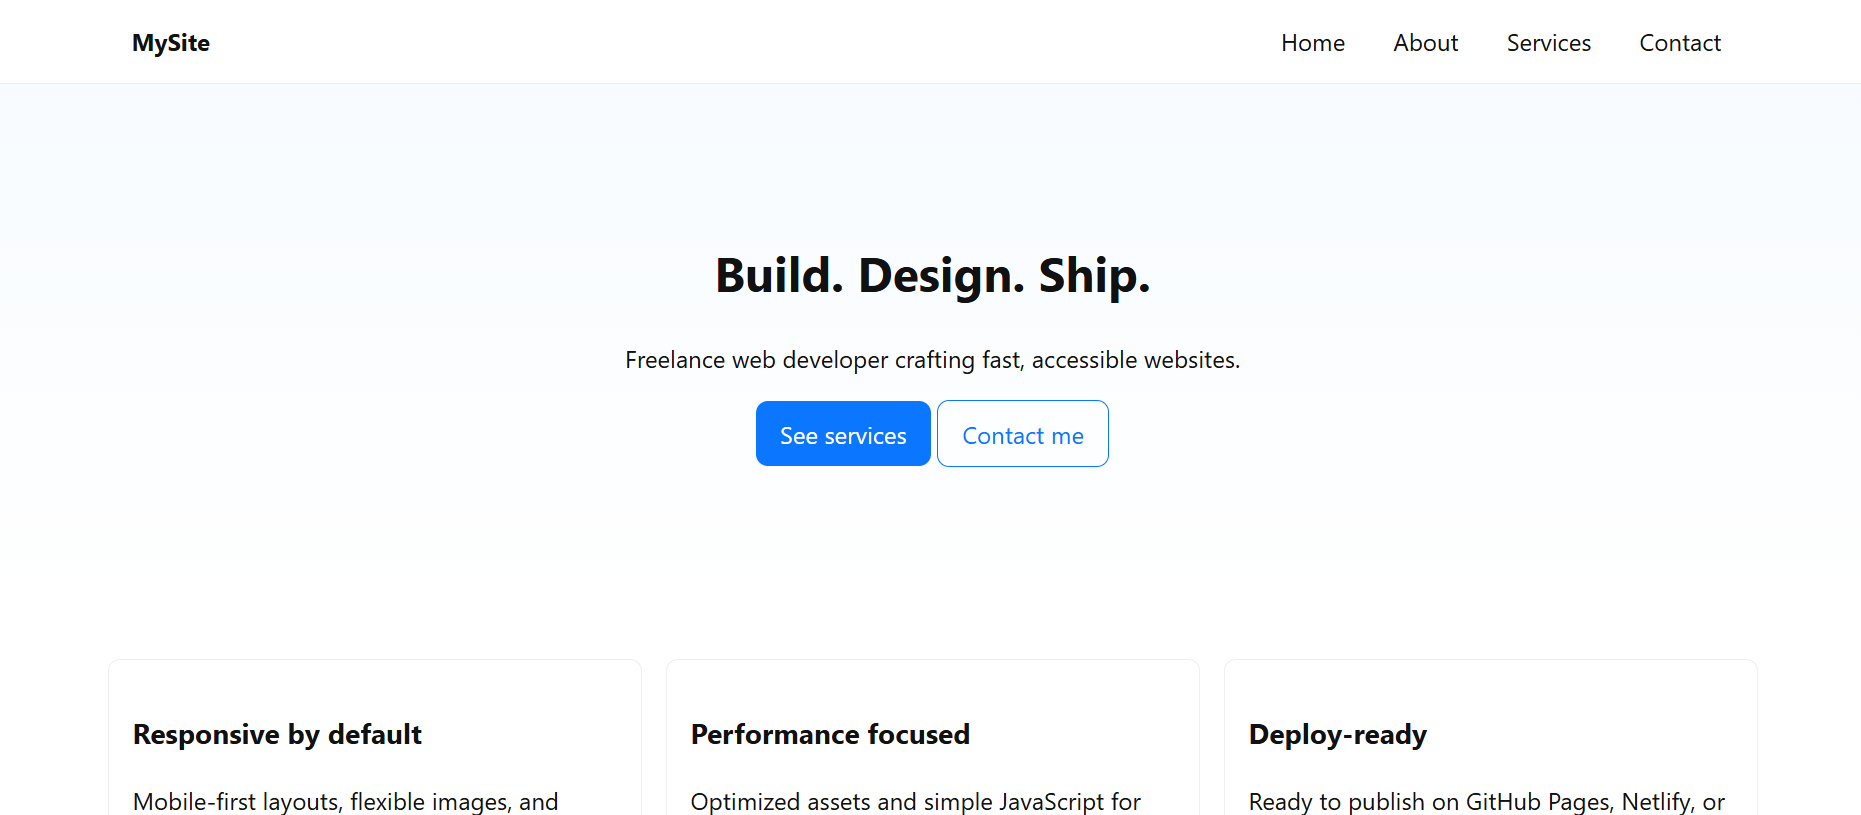 MySite
Home About Services Contact
Build. Design. Ship.
Freelance web developer crafting fast, accessible websites.
See services Contact me
Responsive by default
Mobile-first layouts, flexible images, and
Performance focused
Optimized assets and simple JavaScript for
Deploy-ready
Ready to publish on GitHub Pages, Netlify, or